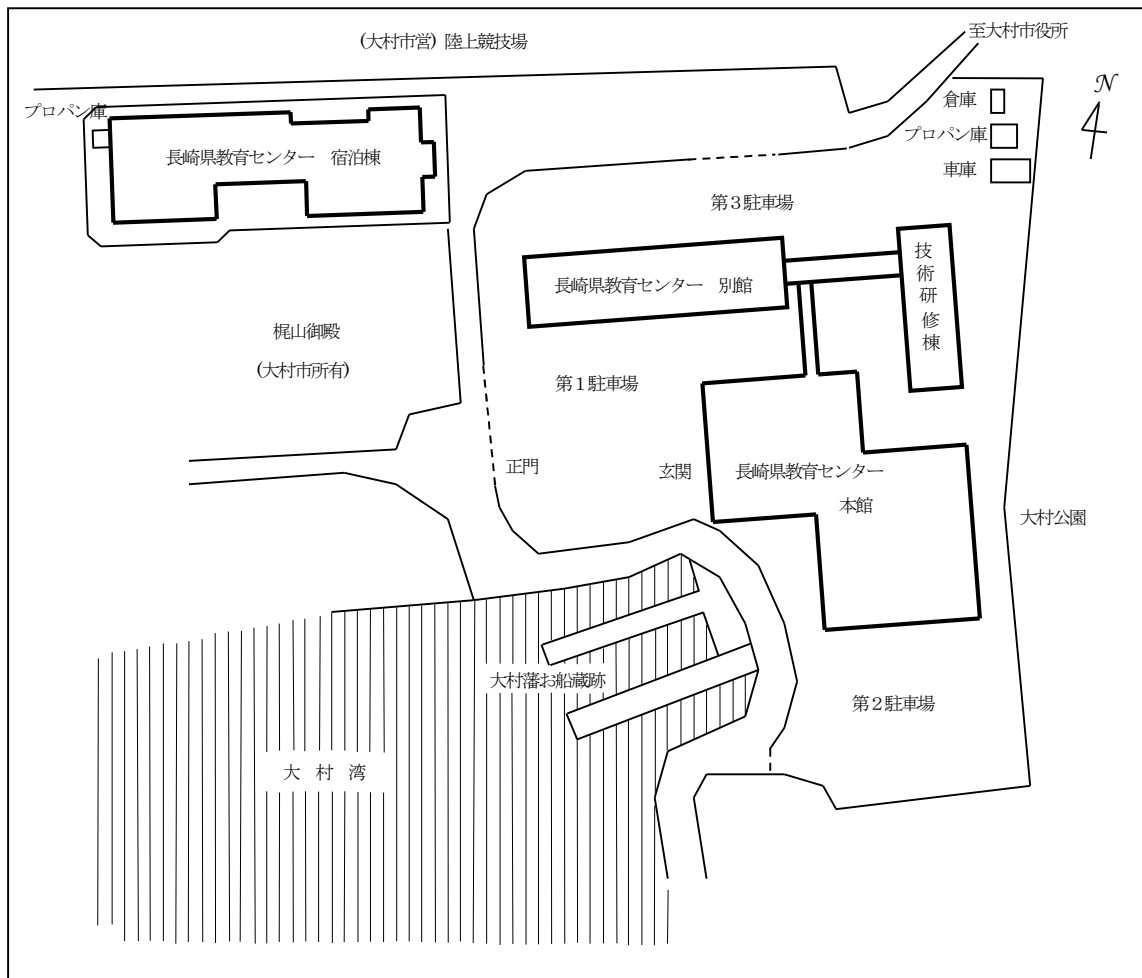 (大村市営) 陸上競技場
至大村市役所
N
プロパン庫
倉庫
プロパン庫
車庫
長崎県教育センター　宿泊棟
第３駐車場
長崎県教育センター　別館
技術研修棟
梶山御殿
(大村市所有)
第１駐車場
正門
玄関
長崎県教育センター
本館
大村公園
大村藩お船蔵跡
第２駐車場
大　村　湾